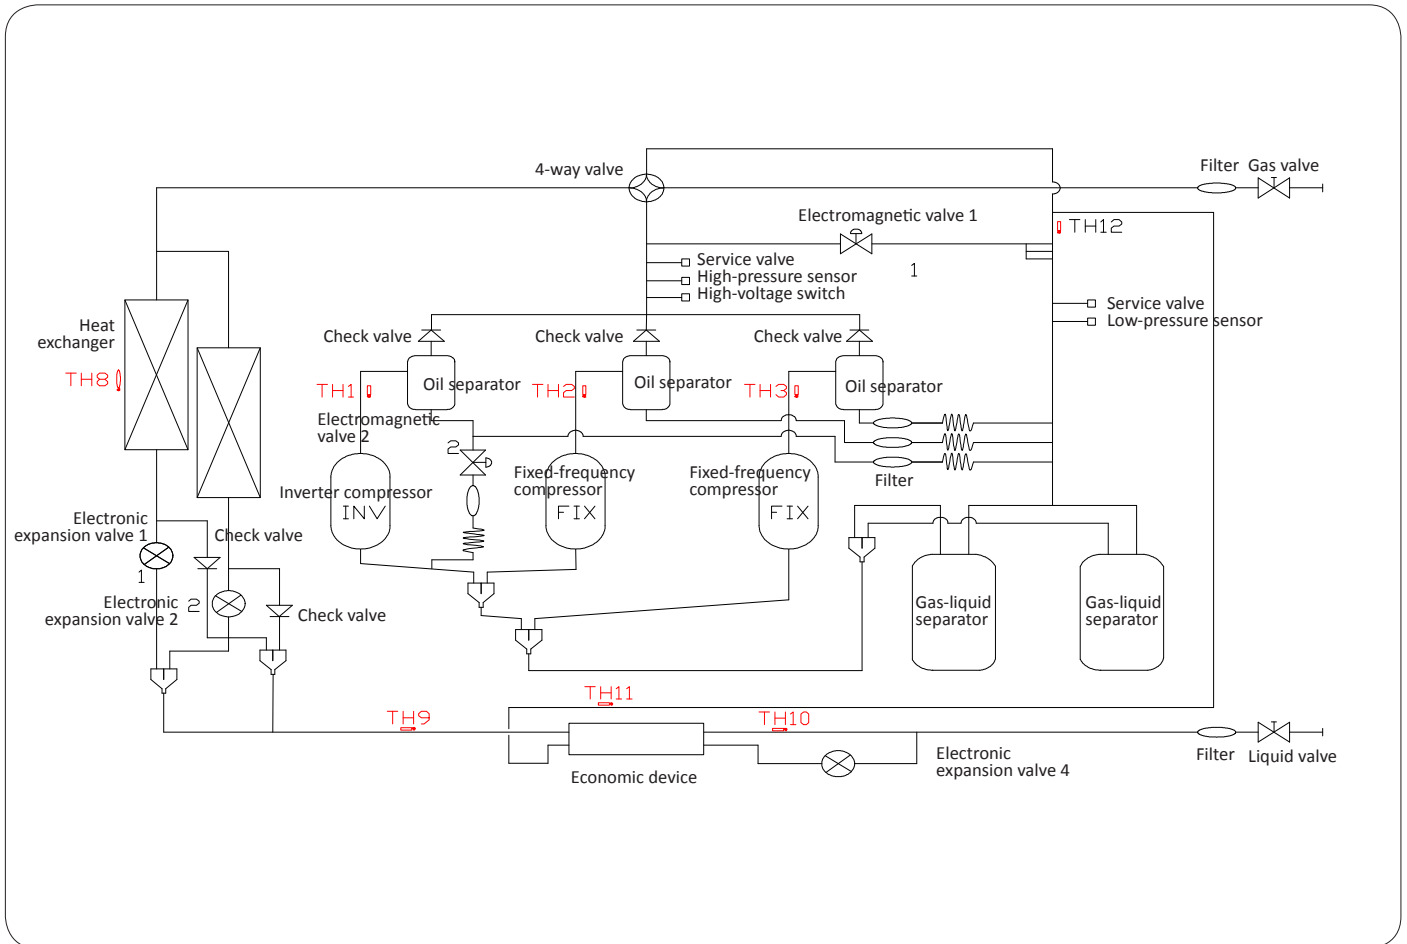 4-way valve
Filter Gas valve
Electromagnetic valve 1
TH12
1
Service valve
High-pressure sensor
High-voltage switch
Service valve
Low-pressure sensor
Heat
exchanger
TH8
Check valve
Check valve
Check valve
TH1
Oil separator
TH2
Oil separator
TH3
Oil separator
Electromagnetic
valve 2
2
Inverter compressor
INV
Fixed-frequency
compressor
FIX
Fixed-frequency
compressor
FIX
Filter
Electronic
expansion valve 1
1
Check valve
Electronic
expansion valve 2
2
Check valve
Gas-liquid
separator
Gas-liquid
separator
TH11
TH9
TH10
Economic device
Electronic
expansion valve 4
Filter Liquid valve